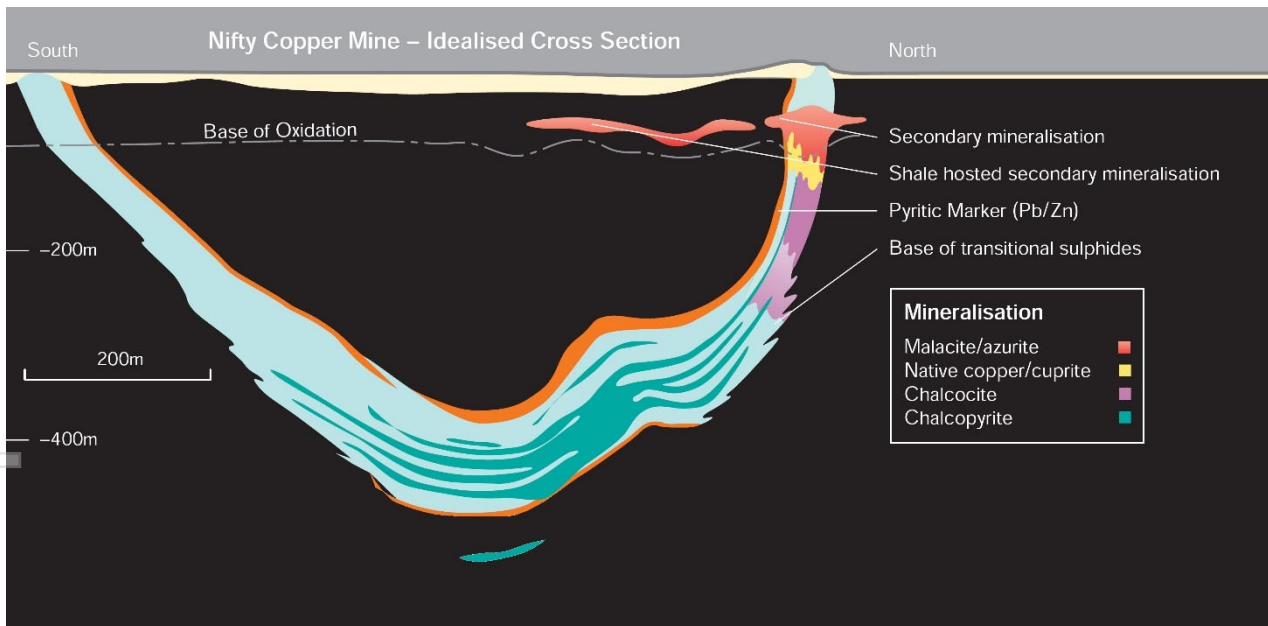 Nifty Copper Mine – Idealised Cross Section
South
North
Base of Oxidation
Secondary mineralisation
Shale hosted secondary mineralisation
Pyritic Marker (Pb/Zn)
Base of transitional sulphides
–200m
200m
–400m
Mineralisation
Malacite/azurite
Native copper/cuprite
Chalcocite
Chalcopyrite